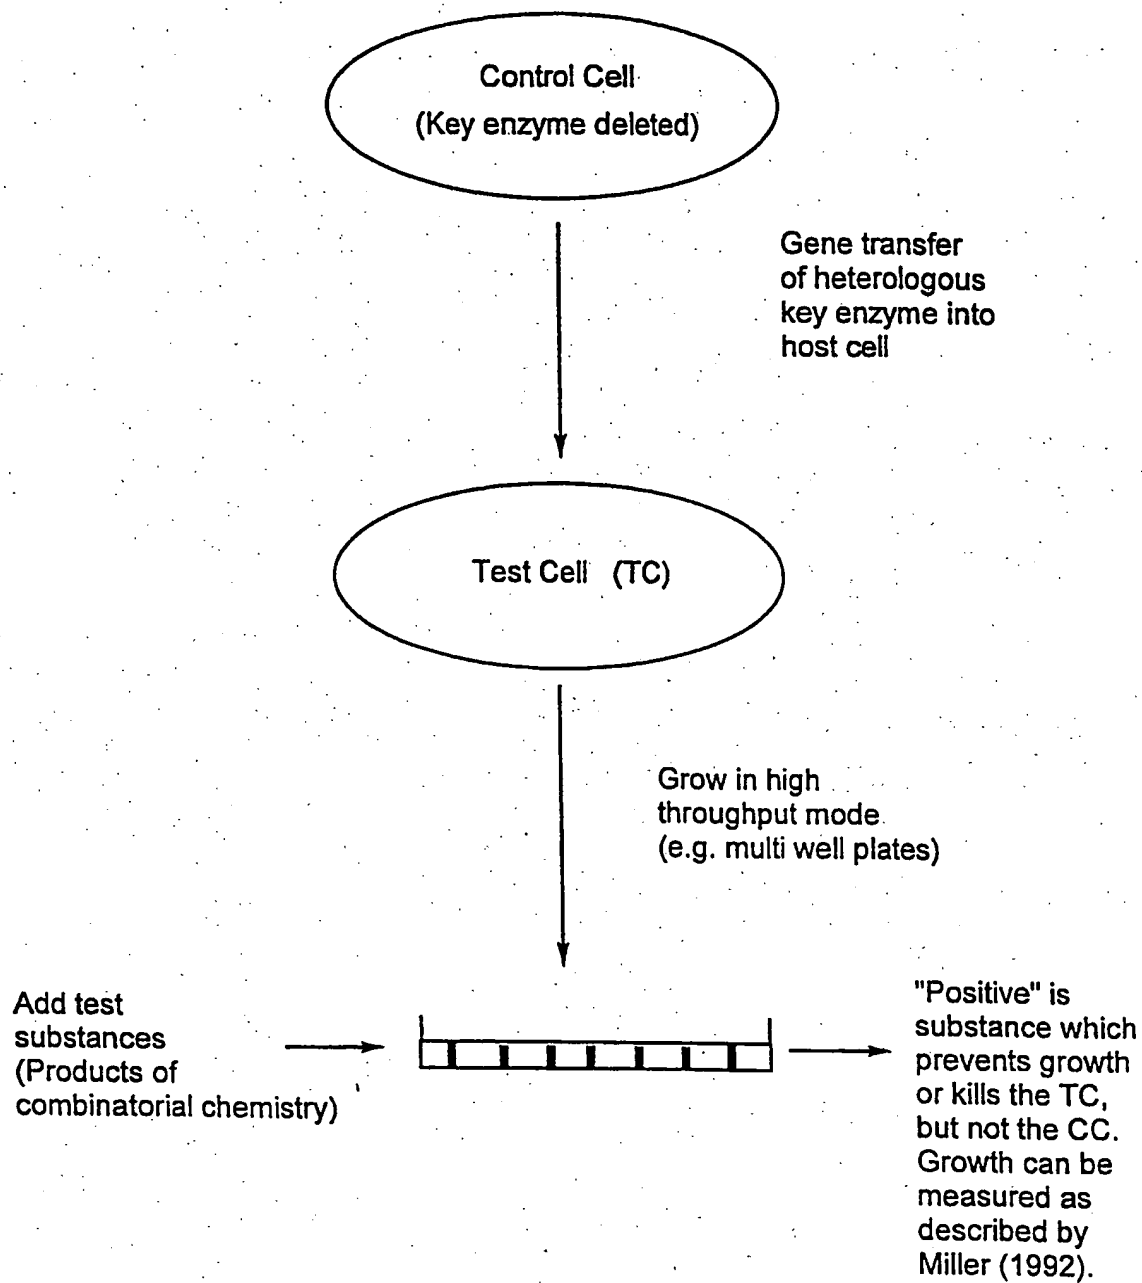 Control Cell
(Key enzyme deleted)
Gene transfer
of heterologous
key enzyme into
host cell
Test Cell (TC)
Grow in high
throughput mode
(e.g. multi well plates)
Add test
substances
(Products of
combinatorial chemistry)
"Positive" is
substance which
prevents growth
or kills the TC,
but not the CC.
Growth can be
measured as
described by
Miller (1992).